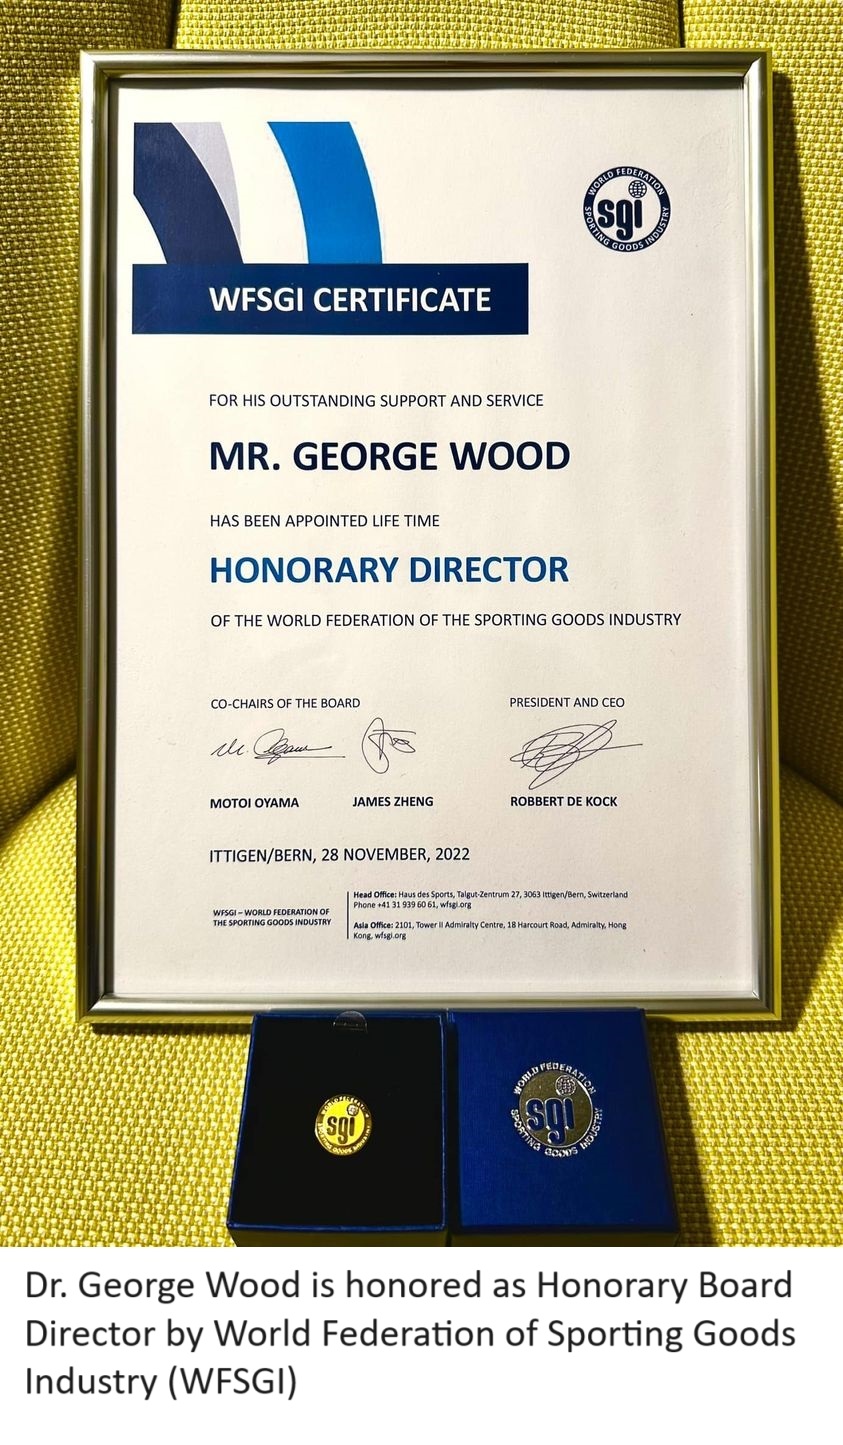 WORLD FEDERATION
sgi
SPORTING GOODS INDUSTRY
WFSGI CERTIFICATE
FOR HIS OUTSTANDING SUPPORT AND SERVICE
MR. GEORGE WOOD
HAS BEEN APPOINTED LIFE TIME
HONORARY DIRECTOR
OF THE WORLD FEDERATION OF THE SPORTING GOODS INDUSTRY
CO-CHAIRS OF THE BOARD
PRESIDENT AND CEO
MOTOI OYAMA
JAMES ZHENG
ROBBERT DE KOCK
ITTIGEN/BERN, 28 NOVEMBER, 2022
WFSGI – WORLD FEDERATION OF
THE SPORTING GOODS INDUSTRY
Head Office: Haus des Sports, Talgut-Zentrum 27, 3063 Ittigen/Bern, Switzerland
Phone +41 31 939 60 61, wfsgi.org
Asia Office: 2101, Tower II Admiralty Centre, 18 Harcourt Road, Admiralty, Hong
Kong, wfsgi.org
sgi
WORLD FEDERATION
sgi
SPORTING GOODS INDUSTRY
Dr. George Wood is honored as Honorary Board
Director by World Federation of Sporting Goods
Industry (WFSGI)